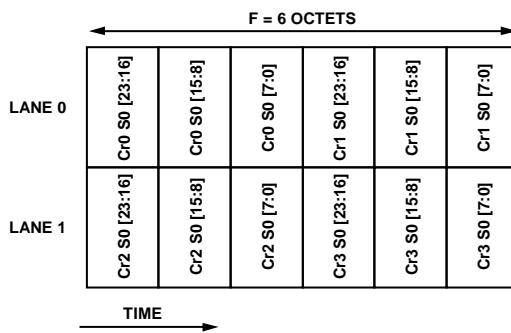 F = 6 OCTETS
LANE 0
Cr0 S0 [23:16]
Cr0 S0 [15:8]
Cr0 S0 [7:0]
Cr1 S0 [23:16]
Cr1 S0 [15:8]
Cr1 S0 [7:0]
LANE 1
Cr2 S0 [23:16]
Cr2 S0 [15:8]
Cr2 S0 [7:0]
Cr3 S0 [23:16]
Cr3 S0 [15:8]
Cr3 S0 [7:0]
TIME